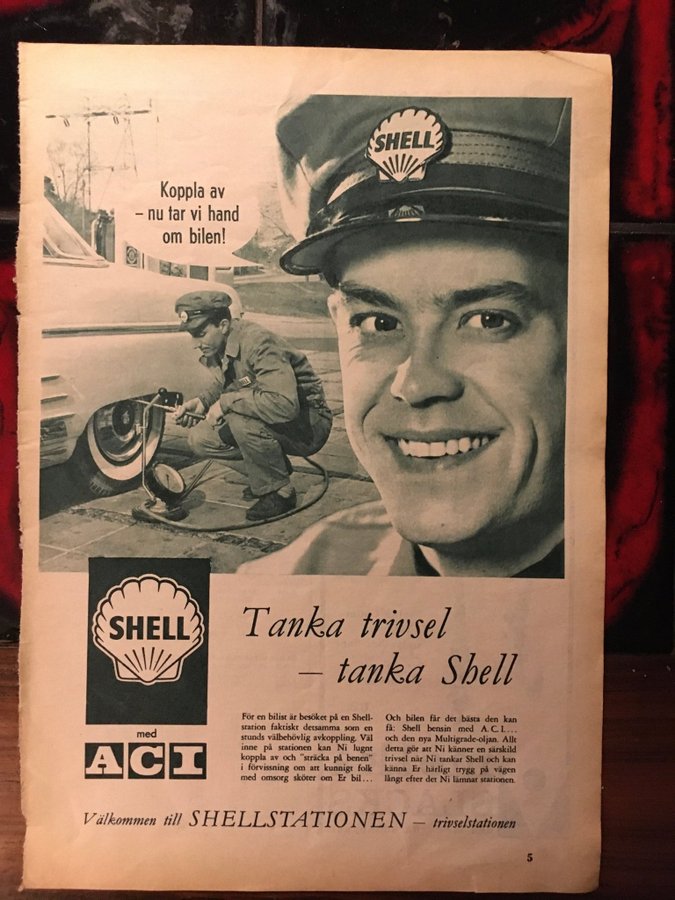 SHELL
Koppla av
– nu tar vi hand
om bilen!
SHELL
med
ACI
Tanka trivsel
– tanka Shell
För en bilist är besöket på en Shell-
station faktiskt detsamma som en
stunds välbehövlig avkoppling. Väl
inne på stationen kan Ni lugnt
koppla av och "sträcka på benen"
i förvissning om att kunnigt folk
med omsorg sköter om Er bil...
Och bilen får det bästa den kan
få: Shell bensin med A.C.I....
och den nya Multigrade-oljan. Allt
detta gör att Ni känner en särskild
trivsel när Ni tankar Shell och kan
känna Er härligt trygg på vägen
långt efter det Ni lämnat stationen.
Välkommen till SHELLSTATIONEN – trivselstationen
5